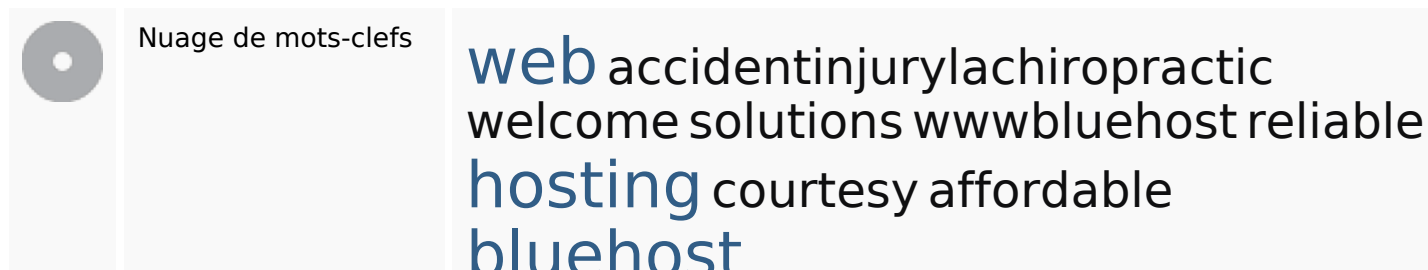 Nuage de mots-clefs
web accidentinjurylachiropractic
welcome solutions wwwbluehost reliable
hosting courtesy affordable
bluehost